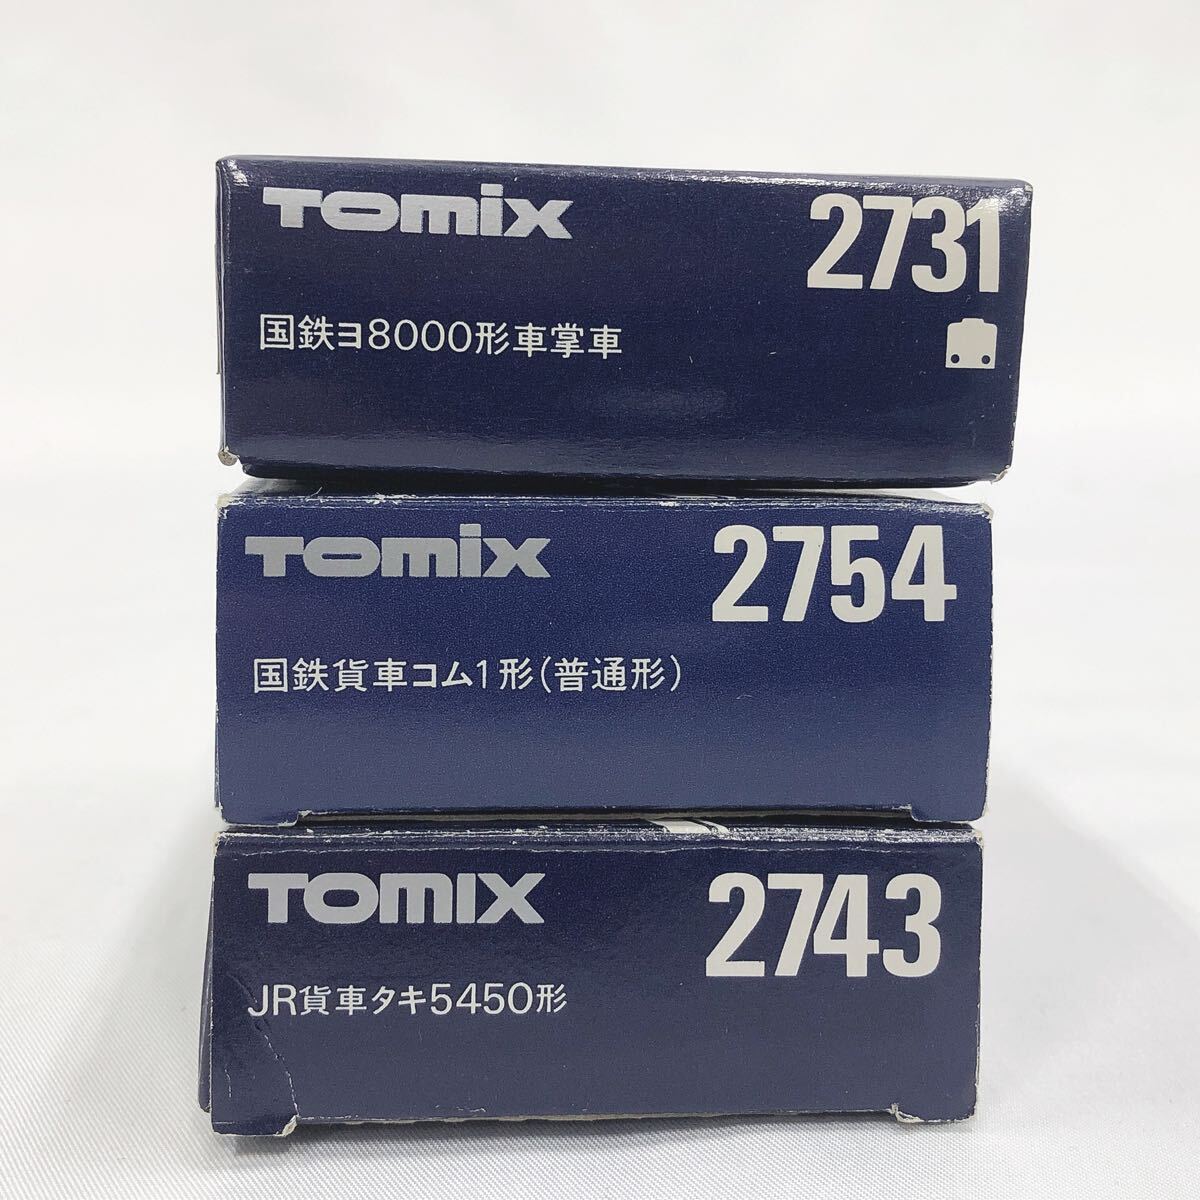 TOMIX 2731
国鉄ヨ8000形車掌車
TOMIX 2754
国鉄貨車コム1形(普通形)
TOMIX 2743
JR貨車タキ5450形